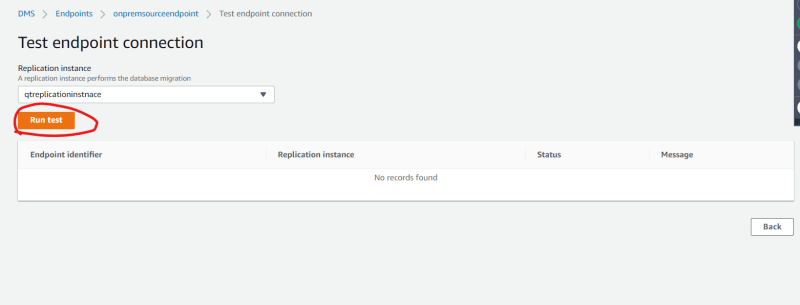 DMS > Endpoints > onpremsourceendpoint > Test endpoint connection
Test endpoint connection
Replication instance
A replication instance performs the database migration
qtreplicationinstnace
Run test
Endpoint identifier Replication instance Status Message
No records found
Back